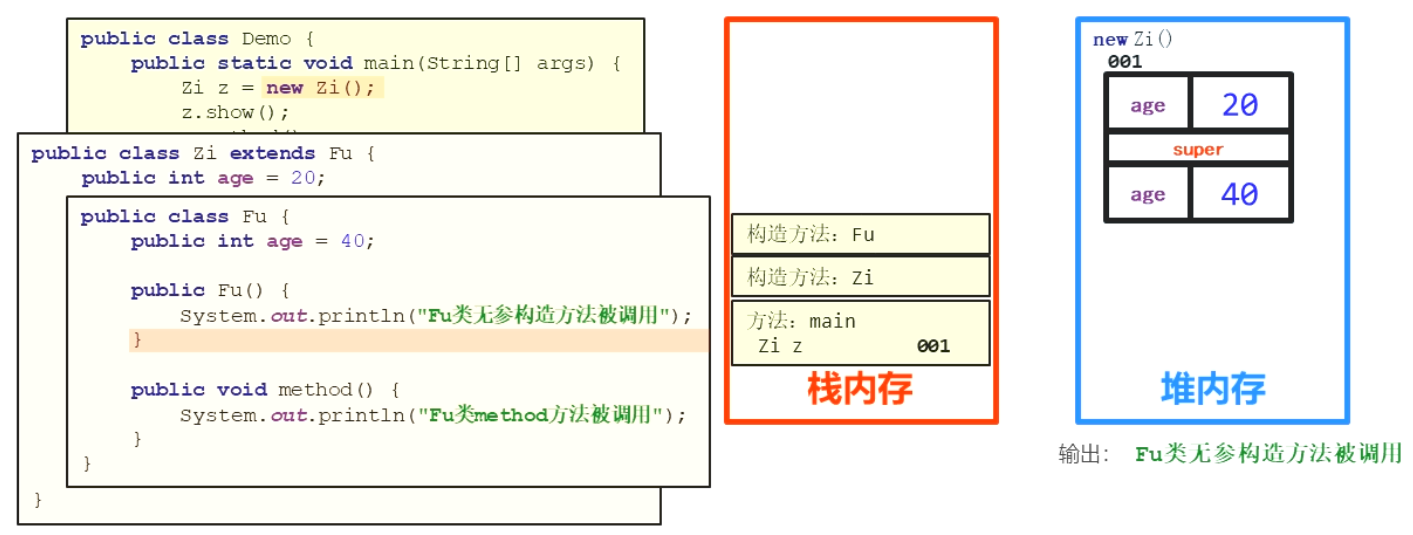 public class Demo {
public static void main(String[] args) {
Zi z = new Zi();
z.show();
public class Zi extends Fu {
public int age = 20;
public class Fu {
public int age = 40;
public Fu() {
System.out.println("Fu类无参构造方法被调用");
}
public void method() {
System.out.println("Fu类method方法被调用");
}
}
}
构造方法：Fu
构造方法：Zi
方法：main
Zi z 001
栈内存
new Zi()
001
age 20
super
age 40
堆内存
输出： Fu类无参构造方法被调用